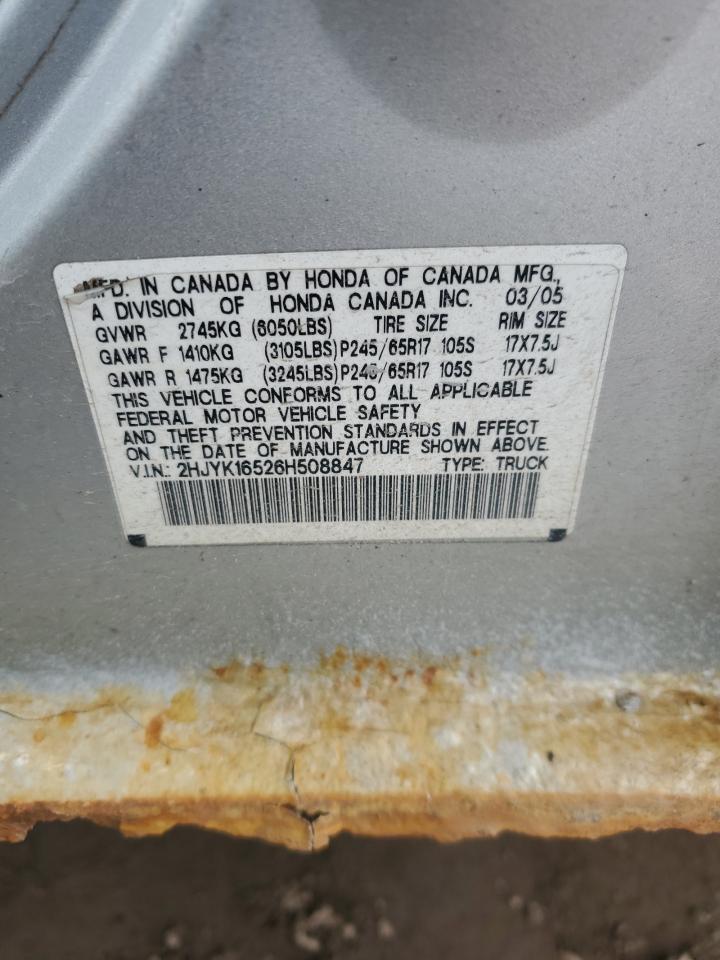 MFD. IN CANADA BY HONDA OF CANADA MFG.,
A DIVISION OF HONDA CANADA INC. 03/05
GVWR 2745KG (6050LBS) TIRE SIZE RIM SIZE
GAWR F 1410KG (3105LBS)P245/65R17 105S 17X7.5J
GAWR R 1475KG (3245LBS)P245/65R17 105S 17X7.5J
THIS VEHICLE CONFORMS TO ALL APPLICABLE
FEDERAL MOTOR VEHICLE SAFETY
AND THEFT PREVENTION STANDARDS IN EFFECT
ON THE DATE OF MANUFACTURE SHOWN ABOVE.
V.I.N.: 2HJYK16526H508847 TYPE: TRUCK